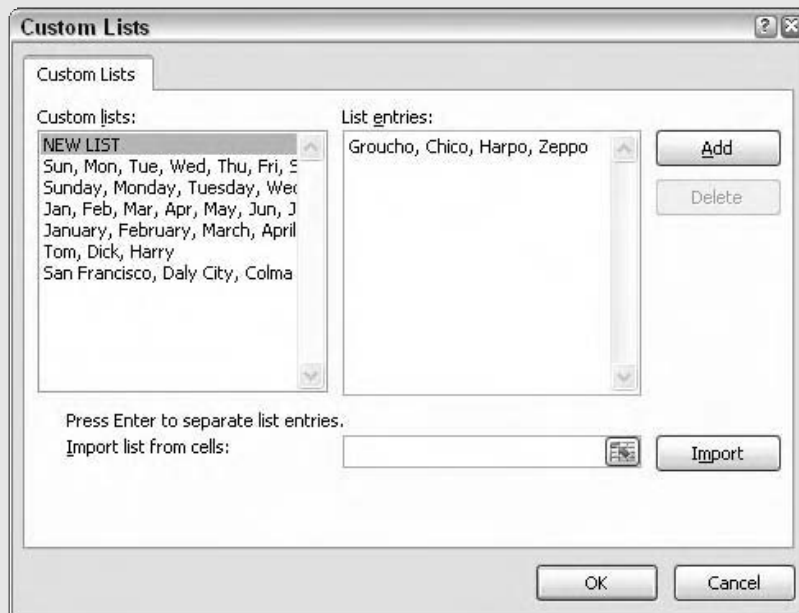 Custom Lists
Custom Lists
Custom lists:
NEW LIST
Sun, Mon, Tue, Wed, Thu, Fri, S
Sunday, Monday, Tuesday, Wed
Jan, Feb, Mar, Apr, May, Jun, J
January, February, March, April
Tom, Dick, Harry
San Francisco, Daly City, Colma
List entries:
Groucho, Chico, Harpo, Zeppo
Add
Delete
Press Enter to separate list entries.
Import list from cells:
Import
OK
Cancel